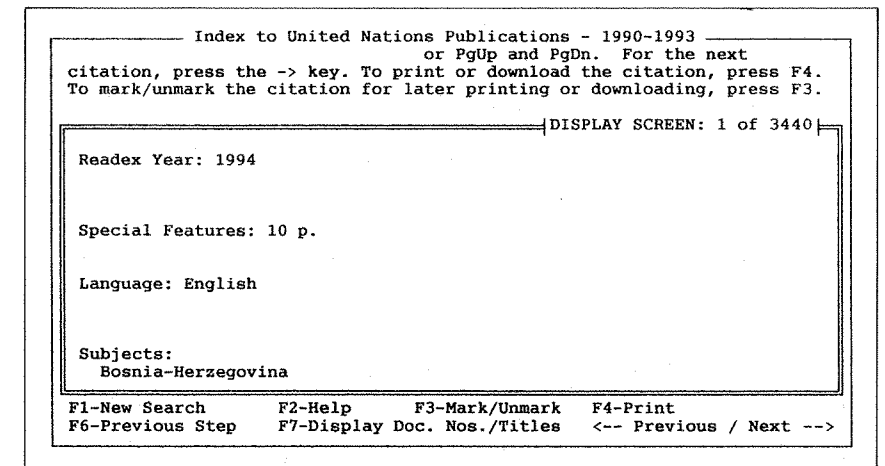 Index to United Nations Publications - 1990-1993
or PgUp and PgDn. For the next
citation, press the -> key. To print or download the citation, press F4.
To mark/unmark the citation for later printing or downloading, press F3.
DISPLAY SCREEN: 1 of 3440
Readex Year: 1994
Special Features: 10 p.
Language: English
Subjects:
Bosnia-Herzegovina
F1-New Search F2-Help F3-Mark/Unmark F4-Print
F6-Previous Step F7-Display Doc. Nos./Titles <-- Previous / Next -->